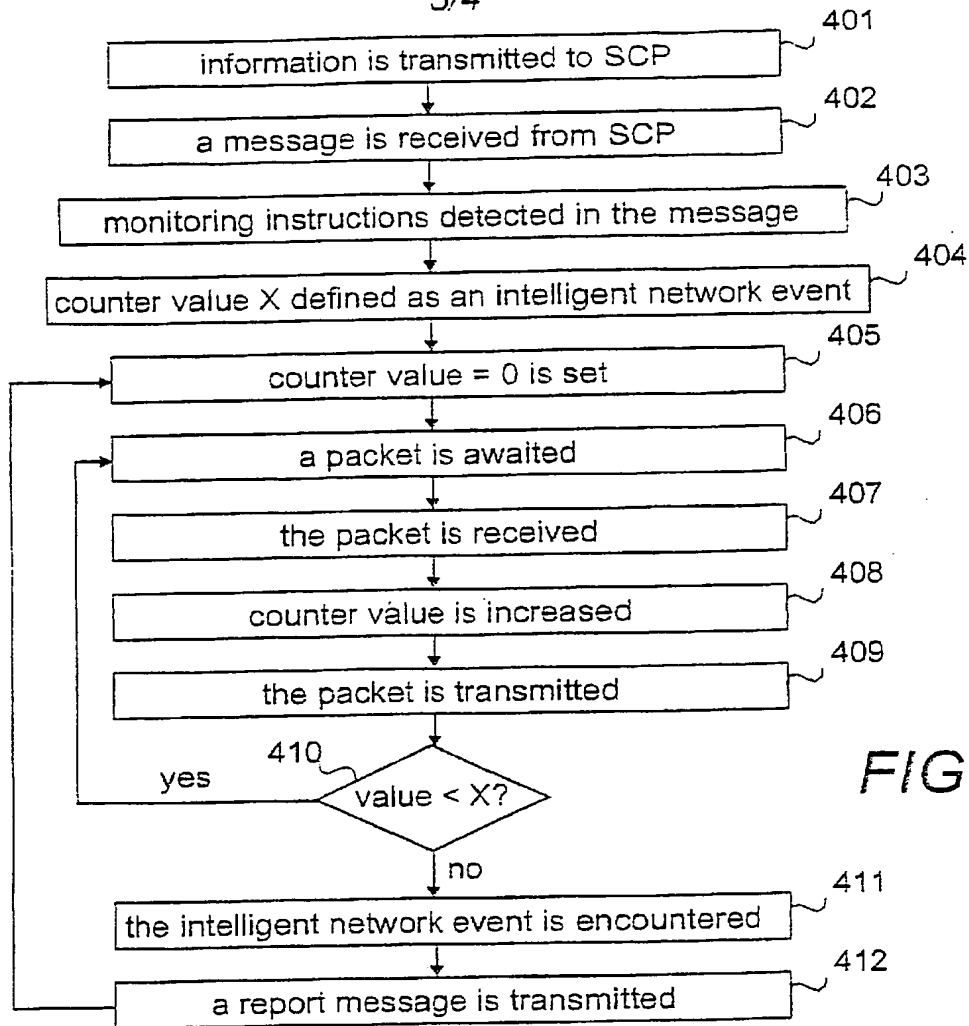 3/4
401
information is transmitted to SCP
402
a message is received from SCP
403
monitoring instructions detected in the message
404
counter value X defined as an intelligent network event
405
counter value = 0 is set
406
a packet is awaited
407
the packet is received
408
counter value is increased
409
the packet is transmitted
410
yes
value < X?
FIG
no
411
the intelligent network event is encountered
412
a report message is transmitted